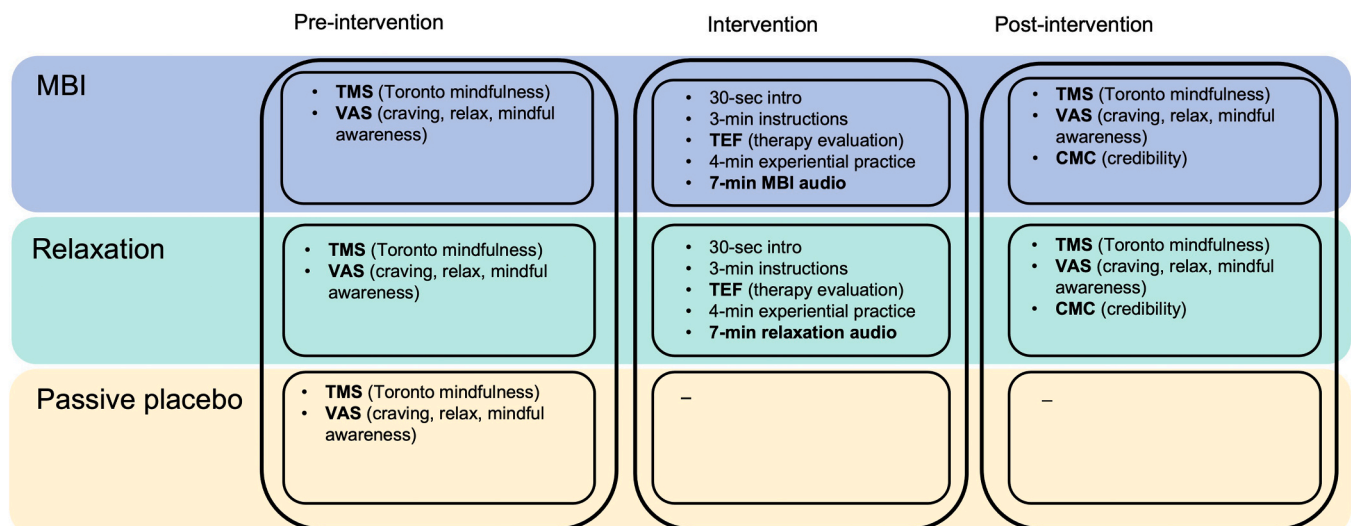 Pre-intervention
Intervention
Post-intervention
MBI
• TMS (Toronto mindfulness)
• VAS (craving, relax, mindful
awareness)
• 30-sec intro
• 3-min instructions
• TEF (therapy evaluation)
• 4-min experiential practice
• 7-min MBI audio
• TMS (Toronto mindfulness)
• VAS (craving, relax, mindful
awareness)
• CMC (credibility)
Relaxation
• TMS (Toronto mindfulness)
• VAS (craving, relax, mindful
awareness)
• 30-sec intro
• 3-min instructions
• TEF (therapy evaluation)
• 4-min experiential practice
• 7-min relaxation audio
• TMS (Toronto mindfulness)
• VAS (craving, relax, mindful
awareness)
• CMC (credibility)
Passive placebo
• TMS (Toronto mindfulness)
• VAS (craving, relax, mindful
awareness)
–
–